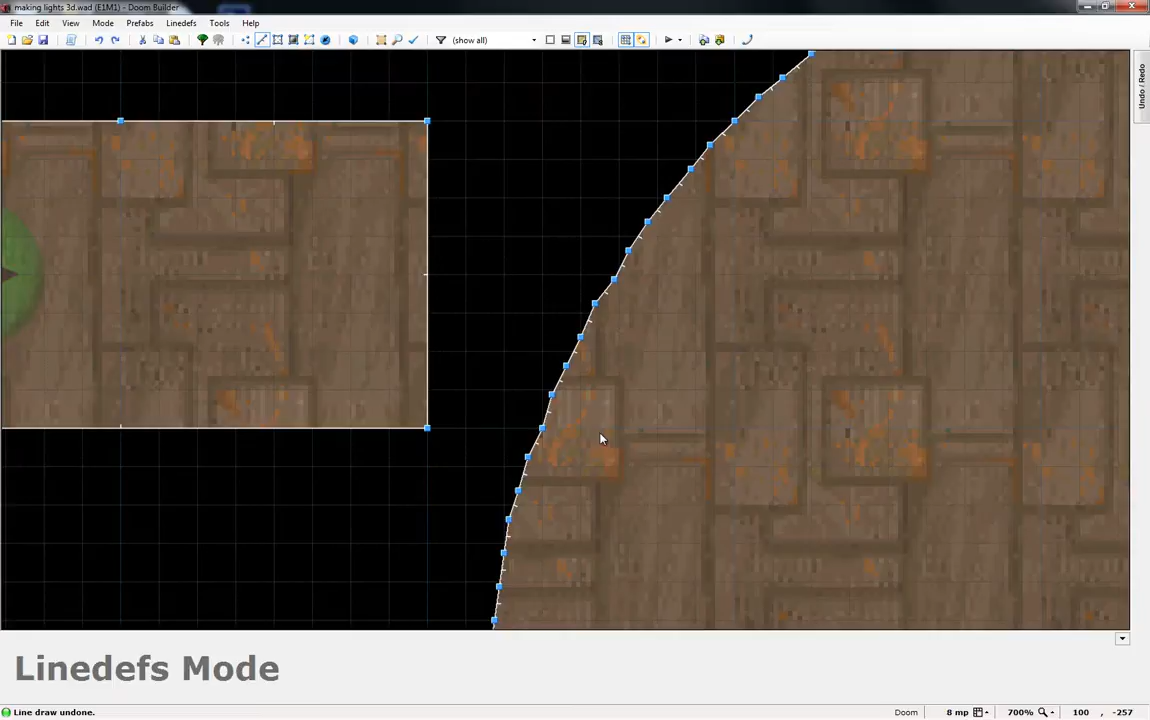 making lights 3d.wad (E1M1) - Doom Builder
File Edit View Mode Prefabs Linedefs Tools Help
(show all)
Undo / Redo
Linedefs Mode
Line draw undone. Doom 8 mp 700% 100 , -257